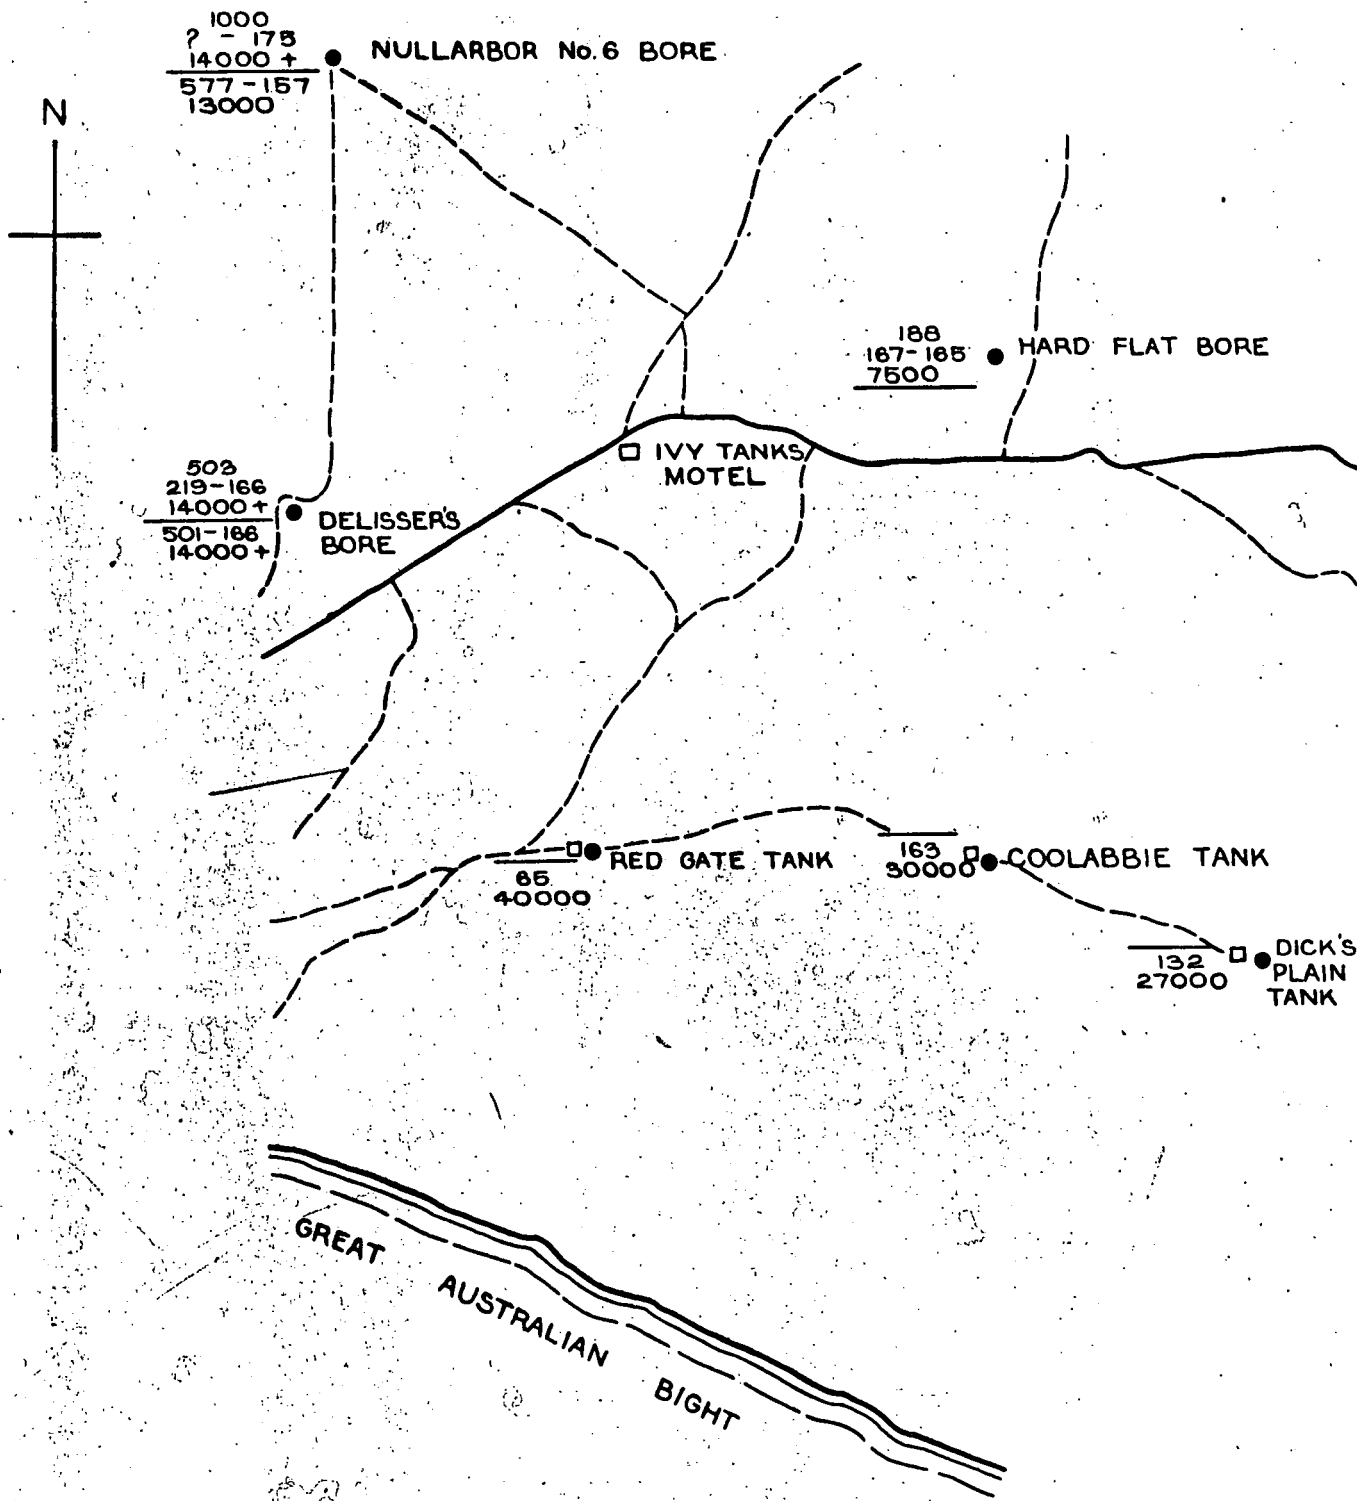 1000
? - 175
14000 +
577-157
13000
NULLARBOR No.6 BORE
N
188
167-165
7500
HARD FLAT BORE
IVY TANKS
MOTEL
503
219-166
14000+
501-166
14000+
DELISSER'S
BORE
RED GATE TANK
85
40000
163
30000
COOLABBIE TANK
132
27000
DICK'S
PLAIN
TANK
GREAT AUSTRALIAN BIGHT